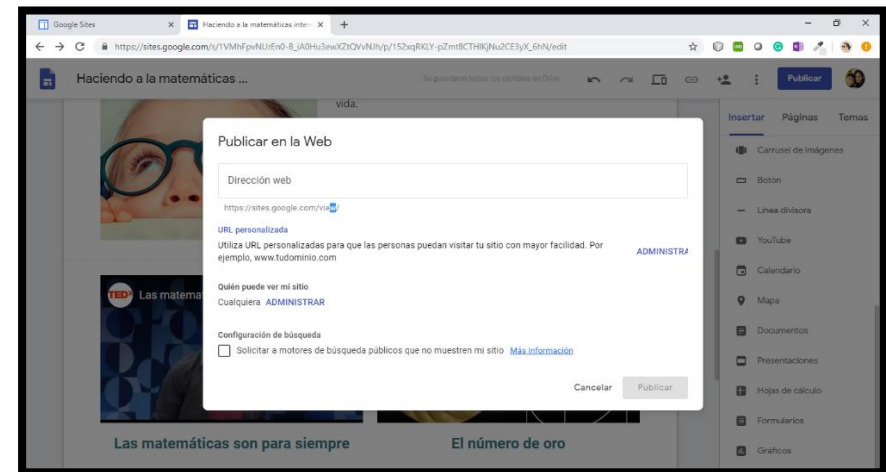 Google Sites
Haciendo a la matemáticas inter
https://sites.google.com/s/1VMhFpvNUrEn0-8_iA0Hu3ewXZtQVvNJh/p/152xqRKLY-pZmt8CTHIKjNu2CE3yX_6hN/edit
Haciendo a la matemáticas ...
Se guardaron todos los cambios en Drive.
Publicar
vida.
Insertar Páginas Temas
Carrusel de imágenes
Botón
Línea divisora
YouTube
Calendario
Mapa
Documentos
Presentaciones
Hojas de cálculo
Formularios
Gráficos
Publicar en la Web
Dirección web
https://sites.google.com/view/
URL personalizada
Utiliza URL personalizadas para que las personas puedan visitar tu sitio con mayor facilidad. Por
ejemplo, www.tudominio.com
ADMINISTRA
Quién puede ver mi sitio
Cualquiera ADMINISTRAR
Configuración de búsqueda
Solicitar a motores de búsqueda públicos que no muestren mi sitio Más información
Cancelar Publicar
TEDx Las matema
Las matemáticas son para siempre
El número de oro